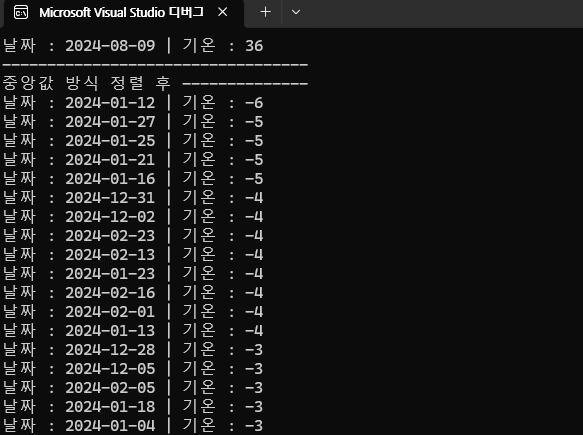 Microsoft Visual Studio 디버그
날짜 : 2024-08-09 | 기온 : 36
----------------------------------
중앙값 방식 정렬 후 --------------
날짜 : 2024-01-12 | 기온 : -6
날짜 : 2024-01-27 | 기온 : -5
날짜 : 2024-01-25 | 기온 : -5
날짜 : 2024-01-21 | 기온 : -5
날짜 : 2024-01-16 | 기온 : -5
날짜 : 2024-12-31 | 기온 : -4
날짜 : 2024-12-02 | 기온 : -4
날짜 : 2024-02-23 | 기온 : -4
날짜 : 2024-02-13 | 기온 : -4
날짜 : 2024-01-23 | 기온 : -4
날짜 : 2024-02-16 | 기온 : -4
날짜 : 2024-02-01 | 기온 : -4
날짜 : 2024-01-13 | 기온 : -4
날짜 : 2024-12-28 | 기온 : -3
날짜 : 2024-12-05 | 기온 : -3
날짜 : 2024-02-05 | 기온 : -3
날짜 : 2024-01-18 | 기온 : -3
날짜 : 2024-01-04 | 기온 : -3